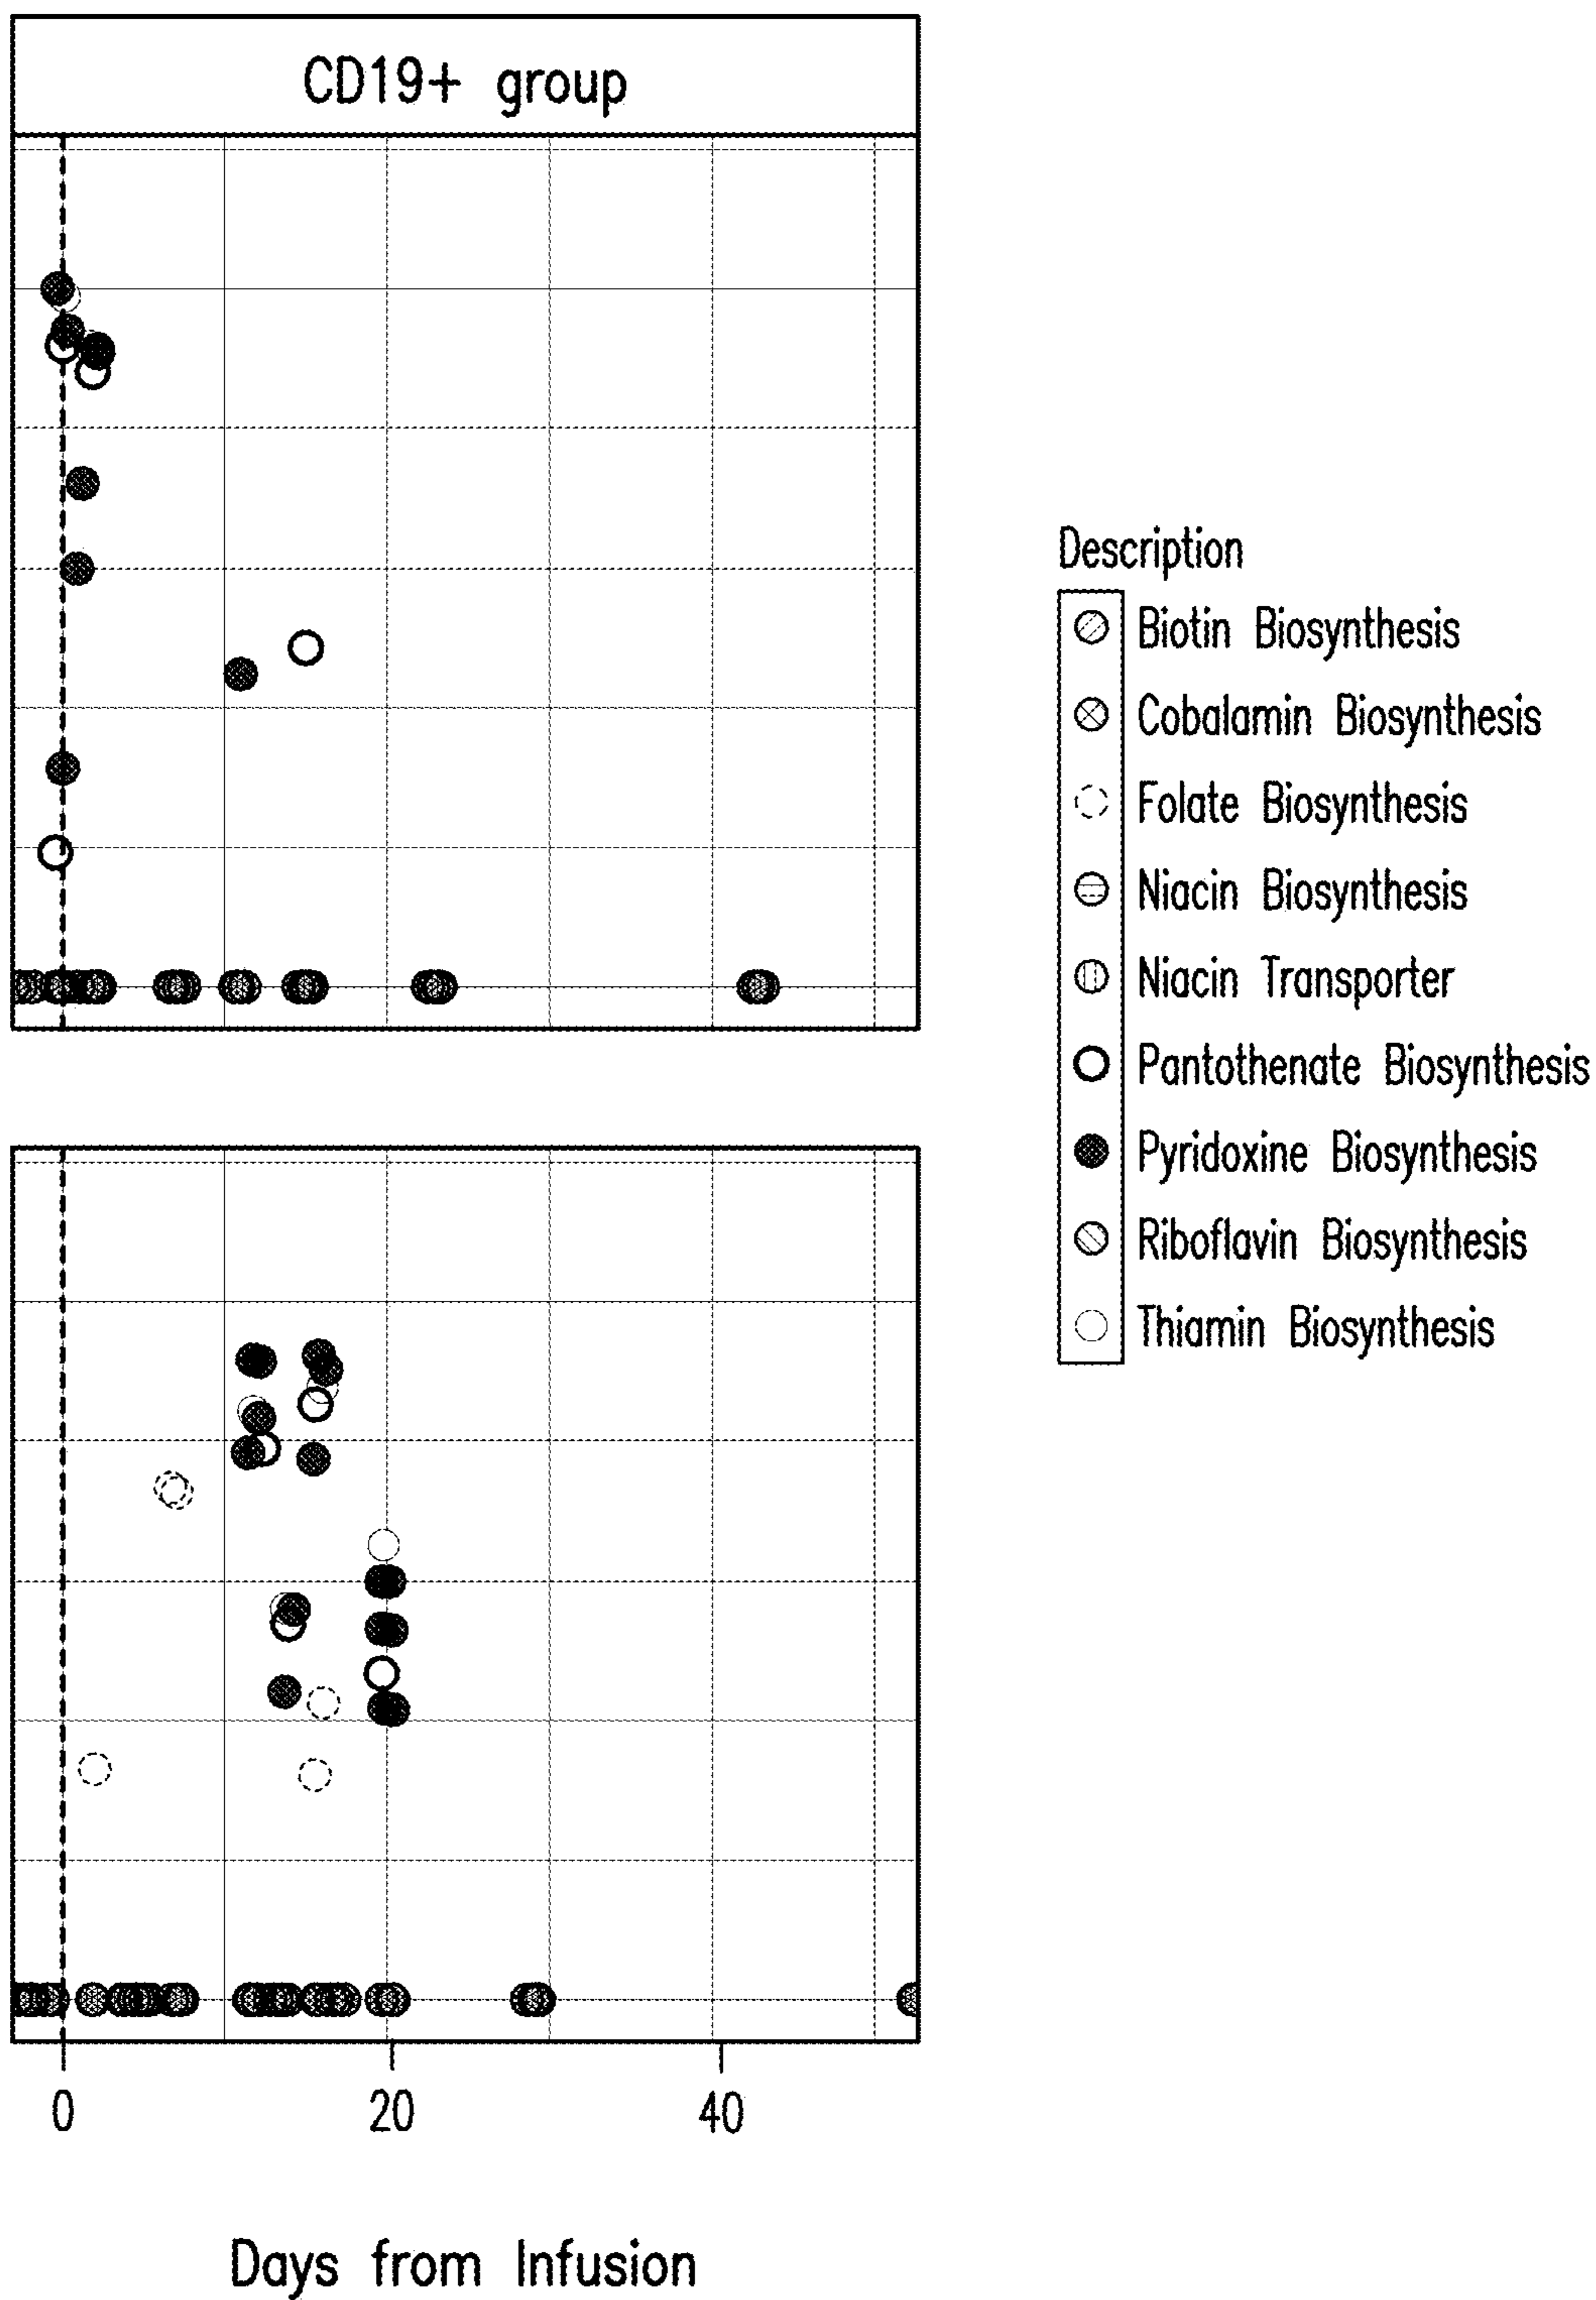 CD19+ group
Description
Biotin Biosynthesis
Cobalamin Biosynthesis
Folate Biosynthesis
Niacin Biosynthesis
Niacin Transporter
Pantothenate Biosynthesis
Pyridoxine Biosynthesis
Riboflavin Biosynthesis
Thiamin Biosynthesis
0 20 40
Days from Infusion